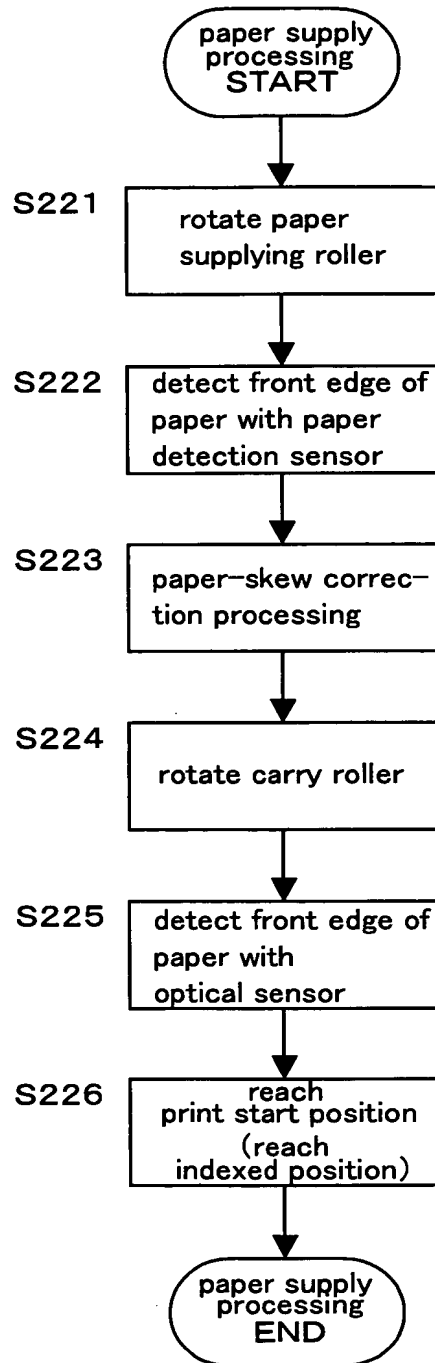 paper supply
processing
START
S221
rotate paper
supplying roller
S222
detect front edge of
paper with paper
detection sensor
S223
paper-skew correc-
tion processing
S224
rotate carry roller
S225
detect front edge of
paper with
optical sensor
S226
reach
print start position
(reach
indexed position)
paper supply
processing
END